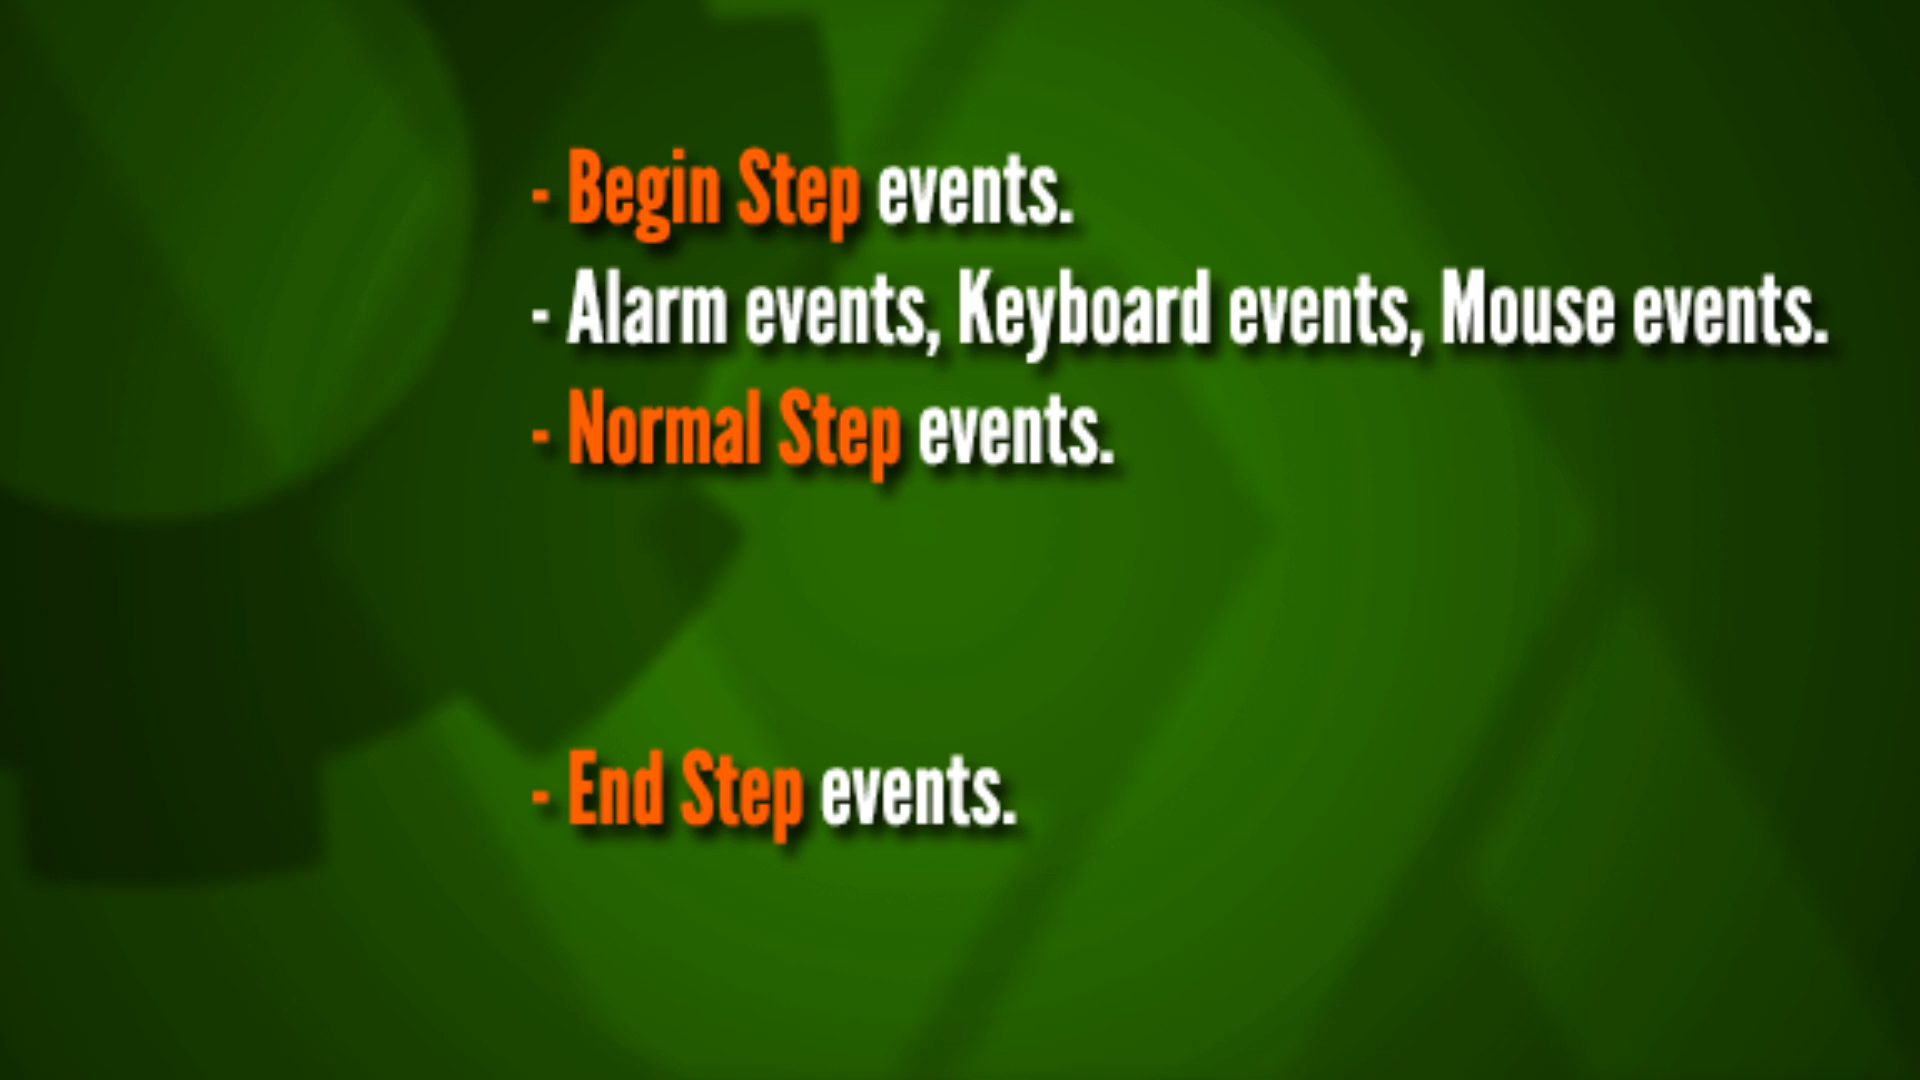 - Begin Step events.
- Alarm events, Keyboard events, Mouse events.
- Normal Step events.
- End Step events.